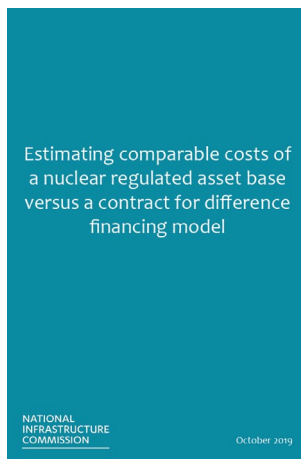 Estimating comparable costs of
a nuclear regulated asset base
versus a contract for difference
financing model
NATIONAL
INFRASTRUCTURE
COMMISSION
October 2019